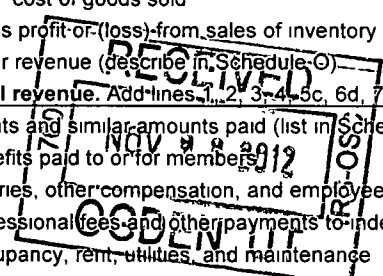 cost of goods sold
s profit or (loss) from sales of inventory
r revenue (describe in Schedule O)
l revenue. Add lines 1, 2, 3, 4, 5c, 6d, 7
nts and similar amounts paid (list in Sche
efits paid to or for members
ries, other compensation, and employee
essional fees and other payments to inde
upancy, rent, utilities, and maintenance
RECEIVED
NOV 2012
OGDEN UT